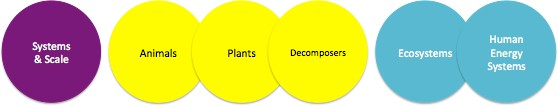 Systems
& Scale
Animals
Plants
Decomposers
Ecosystems
Human
Energy
Systems